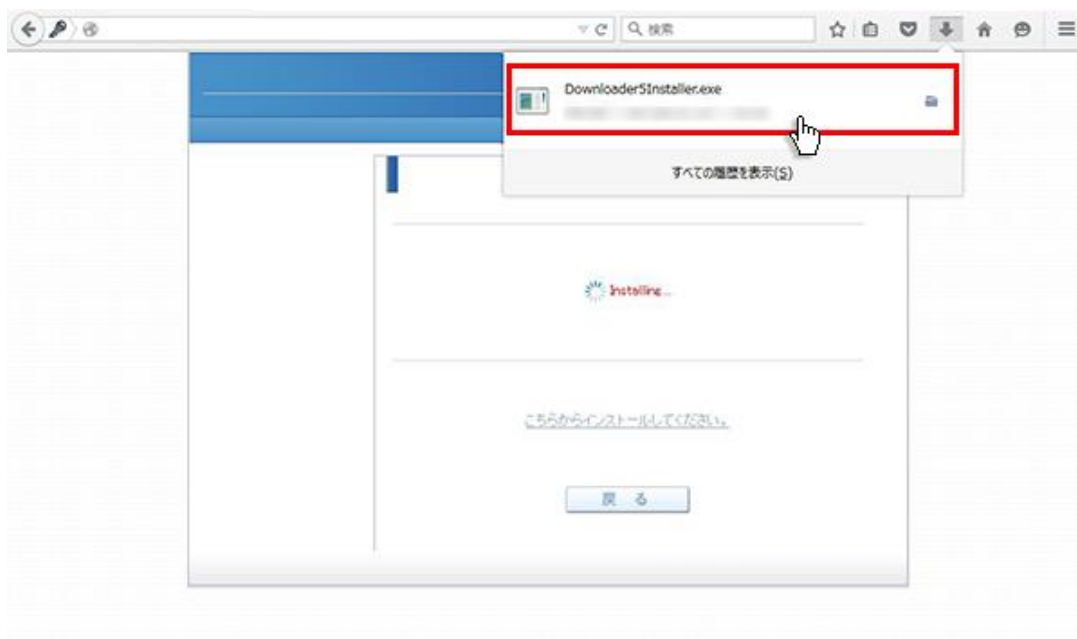 検索
Downloader5Installer.exe
すべての履歴を表示(S)
Installing...
こちらからインストールしてください。
戻 る